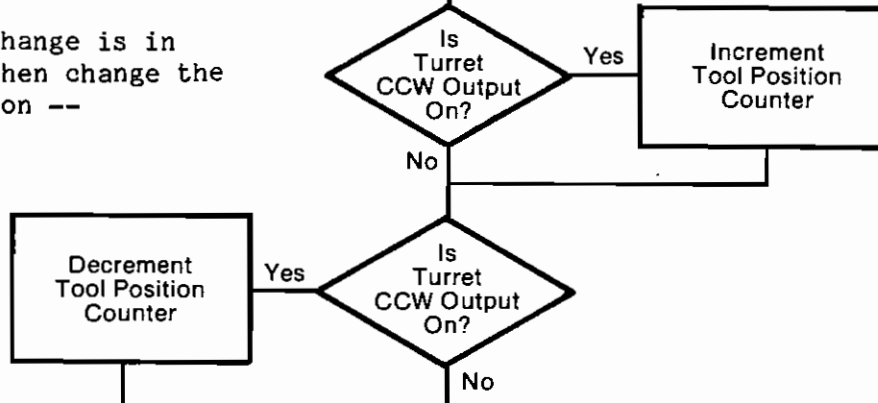 hange is in
hen change the
on --
Is
Turret
CCW Output
On?
Yes
Increment
Tool Position
Counter
No
Decrement
Tool Position
Counter
Yes
Is
Turret
CCW Output
On?
No